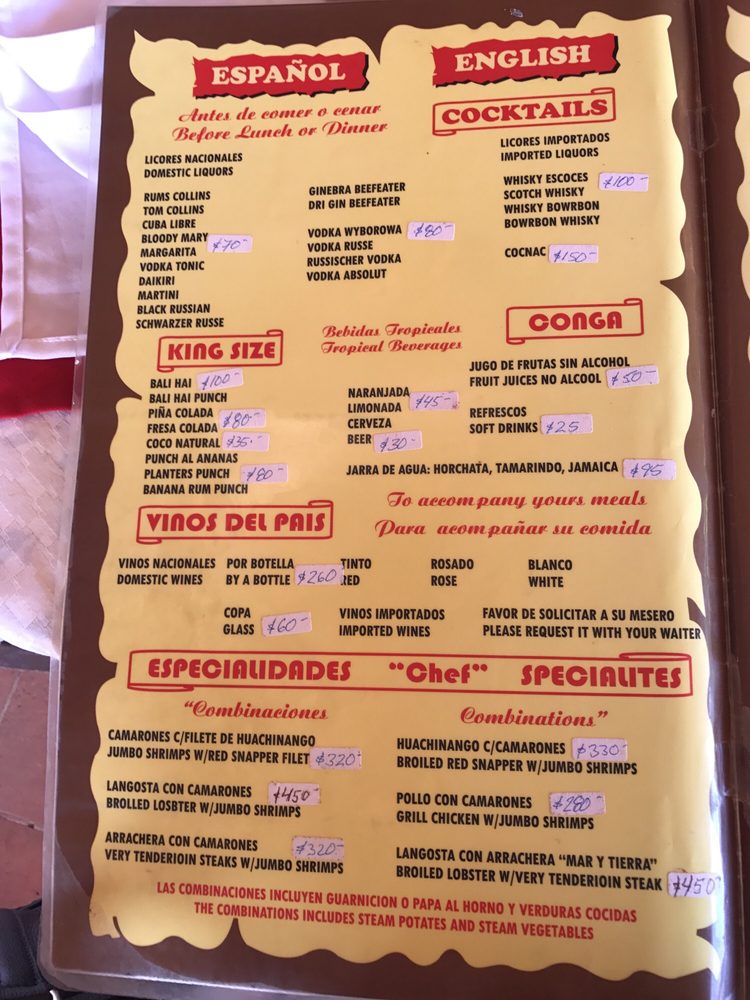 ESPAÑOL
ENGLISH
Antes de comer o cenar
Before Lunch or Dinner
COCKTAILS
LICORES NACIONALES
DOMESTIC LIQUORS
LICORES IMPORTADOS
IMPORTED LIQUORS
RUMS COLLINS
TOM COLLINS
CUBA LIBRE
BLOODY MARY
MARGARITA $70-
VODKA TONIC
DAIKIRI
MARTINI
BLACK RUSSIAN
SCHWARZER RUSSE
GINEBRA BEEFEATER
DRI GIN BEEFEATER
VODKA WYBOROWA $80-
VODKA RUSSE
RUSSISCHER VODKA
VODKA ABSOLUT
WHISKY ESCOCES $100-
SCOTCH WHISKY
WHISKY BOWRBON
BOWRBON WHISKY
COCNAC $150-
KING SIZE
BALI HAI $100-
BALI HAI PUNCH
PIÑA COLADA $80-
FRESA COLADA
COCO NATURAL $35-
PUNCH AL ANANAS
PLANTERS PUNCH $80-
BANANA RUM PUNCH
Bebidas Tropicales
Tropical Beverages
CONGA
JUGO DE FRUTAS SIN ALCOHOL
FRUIT JUICES NO ALCOOL $50-
NARANJADA
LIMONADA $45-
CERVEZA
BEER $30-
REFRESCOS
SOFT DRINKS $25
JARRA DE AGUA: HORCHATA, TAMARINDO, JAMAICA $95
VINOS DEL PAIS
To accompany yours meals
Para acompañar su comida
VINOS NACIONALES POR BOTELLA TINTO ROSADO BLANCO
DOMESTIC WINES BY A BOTTLE $260 RED ROSE WHITE
COPA VINOS IMPORTADOS FAVOR DE SOLICITAR A SU MESERO
GLASS $60- IMPORTED WINES PLEASE REQUEST IT WITH YOUR WAITER
ESPECIALIDADES "Chef" SPECIALITES
"Combinaciones Combinations"
CAMARONES C/FILETE DE HUACHINANGO
JUMBO SHRIMPS W/RED SNAPPER FILET $320-
LANGOSTA CON CAMARONES $450-
BROLLED LOSBTER W/JUMBO SHRIMPS
ARRACHERA CON CAMARONES $320-
VERY TENDERIOIN STEAKS W/JUMBO SHRIMPS
HUACHINANGO C/CAMARONES $330-
BROILED RED SNAPPER W/JUMBO SHRIMPS
POLLO CON CAMARONES $280-
GRILL CHICKEN W/JUMBO SHRIMPS
LANGOSTA CON ARRACHERA "MAR Y TIERRA"
BROILED LOBSTER W/VERY TENDERIOIN STEAK $450-
LAS COMBINACIONES INCLUYEN GUARNICION O PAPA AL HORNO Y VERDURAS COCIDAS
THE COMBINATIONS INCLUDES STEAM POTATES AND STEAM VEGETABLES